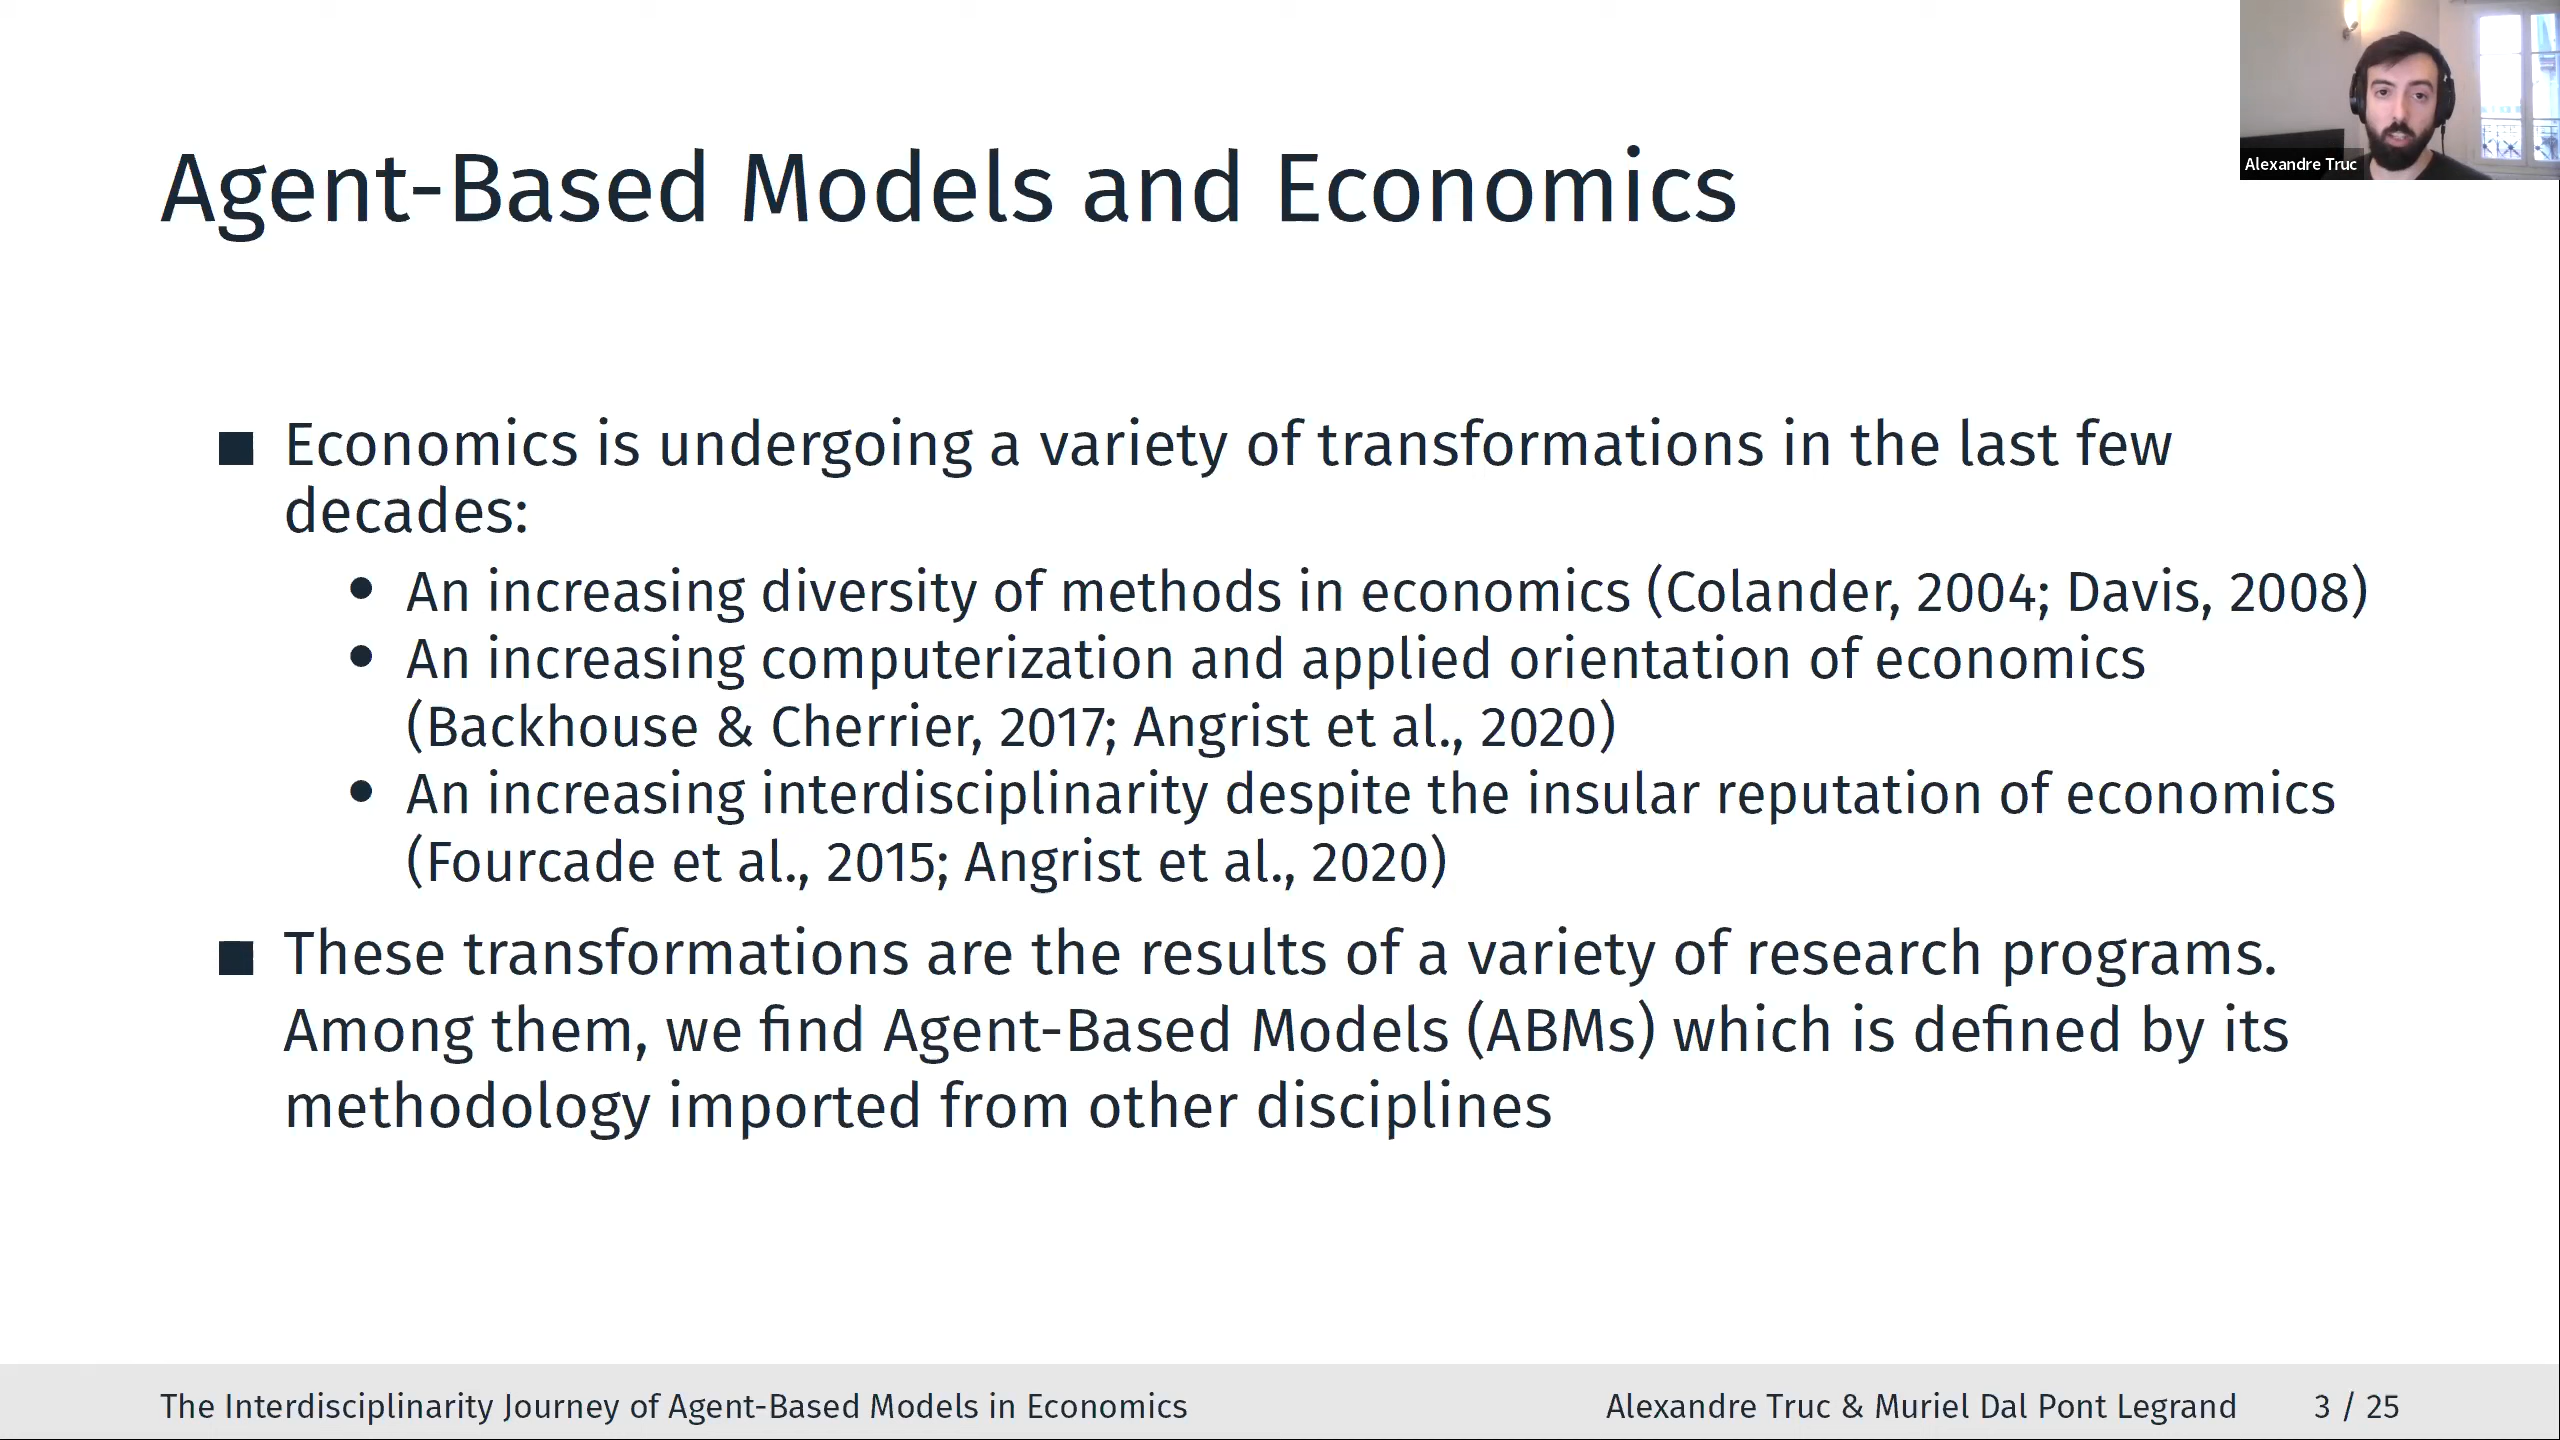 Alexandre Truc
Agent-Based Models and Economics
Economics is undergoing a variety of transformations in the last few
decades:
An increasing diversity of methods in economics (Colander, 2004; Davis, 2008)
An increasing computerization and applied orientation of economics
(Backhouse & Cherrier, 2017; Angrist et al., 2020)
An increasing interdisciplinarity despite the insular reputation of economics
(Fourcade et al., 2015; Angrist et al., 2020)
These transformations are the results of a variety of research programs.
Among them, we find Agent-Based Models (ABMs) which is defined by its
methodology imported from other disciplines
The Interdisciplinarity Journey of Agent-Based Models in Economics
Alexandre Truc & Muriel Dal Pont Legrand
3 / 25